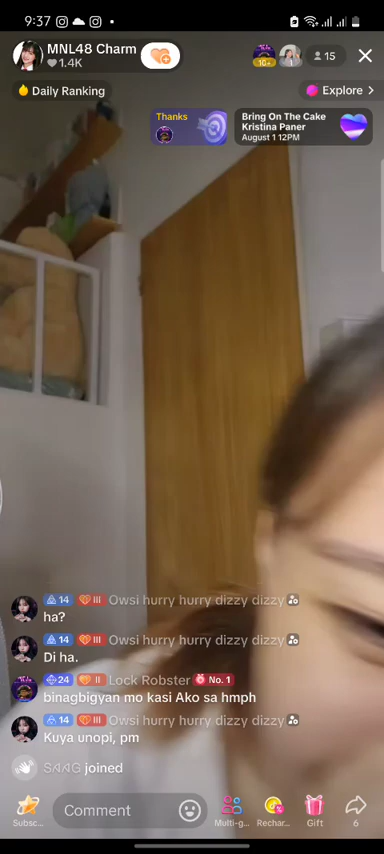 9:37
MNL48 Charm
1.4K
15
Daily Ranking
Explore >
Thanks
Bring On The Cake
Kristina Paner
August 1 12PM
14 III Owsi hurry hurry dizzy dizzy
ha?
14 III Owsi hurry hurry dizzy dizzy
Di ha.
24 II Lock Robster No. 1
binagbigyan mo kasi Ako sa hmph
14 III Owsi hurry hurry dizzy dizzy
Kuya unopi, pm
SAAG joined
Subsc...
Comment
Multi-g...
Rechar...
Gift
6